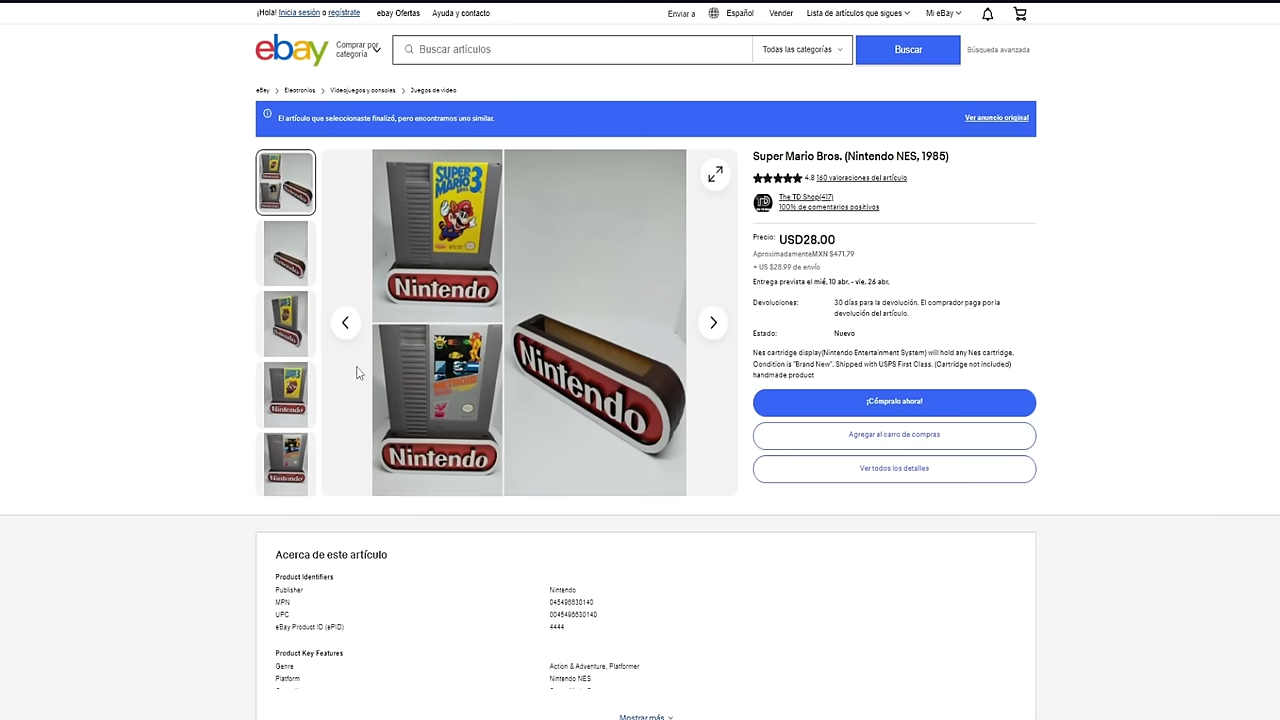 ¡Hola! Inicia sesión o regístrate
ebay Ofertas
Ayuda y contacto
Enviar a
Español
Vender
Lista de artículos que sigues
Mi eBay
ebay
Comprar por categoría
Buscar artículos
Todas las categorías
Buscar
Búsqueda avanzada
eBay > Electronics > Videojuegos y consolas > Juegos de video
El artículo que seleccionaste finalizó, pero encontramos uno similar.
Ver anuncio original
SUPER
MARIO
BROS.
3
Nintendo
METROID
Nintendo
Nintendo
Super Mario Bros. (Nintendo NES, 1985)
4.8 160 valoraciones del artículo
The TD Shop(417)
100% de comentarios positivos
Precio:
USD28.00
AproximadamenteMXN $471.79
+ US $28.99 de envío
Entrega prevista el mié, 10 abr. - vie. 26 abr.
Devoluciones:
30 días para la devolución. El comprador paga por la
devolución del artículo.
Estado:
Nuevo
Nes cartridge display(Nintendo Entertainment System) will hold any Nes cartridge.
Condition is "Brand New". Shipped with USPS First Class. (Cartridge not included)
handmade product
¡Cómpralo ahora!
Agregar al carro de compras
Ver todos los detalles
Acerca de este artículo
Product Identifiers
Publisher
Nintendo
MPN
045496630140
UPC
0045496630140
eBay Product ID (ePID)
4444
Product Key Features
Genre
Action & Adventure, Platformer
Platform
Nintendo NES
Mostrar más